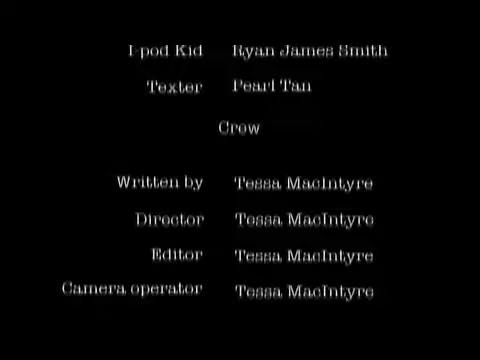 I-pod Kid Ryan James Smith
Texter Pearl Tan
Crew
Written by Tessa MacIntyre
Director Tessa MacIntyre
Editor Tessa MacIntyre
Camera operator Tessa MacIntyre